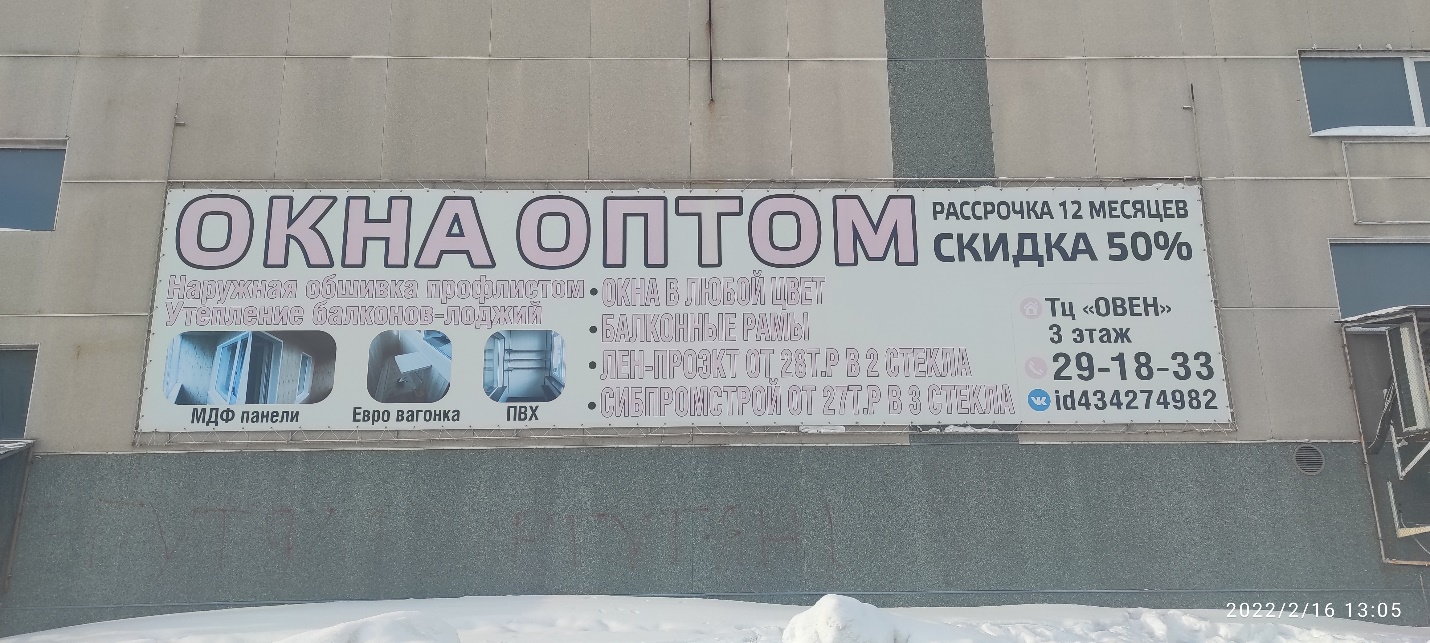 ОКНА ОПТОМ
РАССРОЧКА 12 МЕСЯЦЕВ
СКИДКА 50%
Наружная обшивка профлистом
Утепление балконов-лоджий
МДФ панели
Евро вагонка
ПВХ
• ОКНА В ЛЮБОЙ ЦВЕТ
• БАЛКОННЫЕ РАМЫ
• ЛЕН-ПРОЭКТ ОТ 28Т.Р В 2 СТЕКЛА
• СИБПРОМСТРОЙ ОТ 27Т.Р В 3 СТЕКЛА
Тц «ОВЕН»
3 этаж
29-18-33
id434274982
2022/2/16 13:05